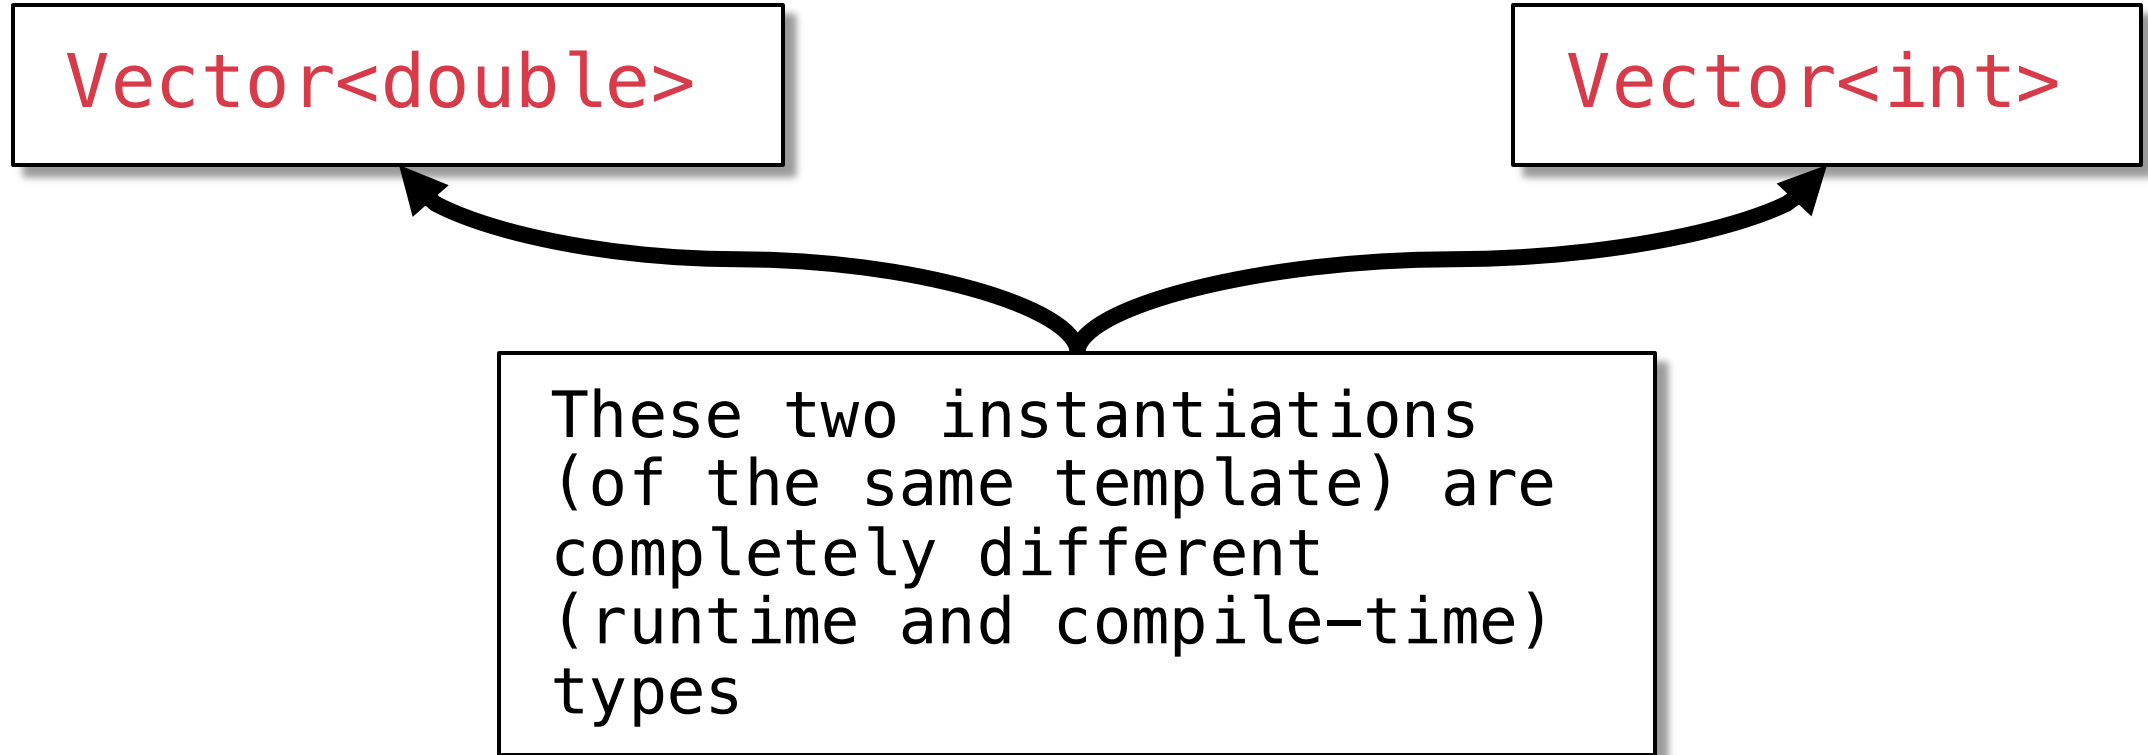 Vector<double>
Vector<int>
These two instantiations
(of the same template) are
completely different
(runtime and compile-time)
types